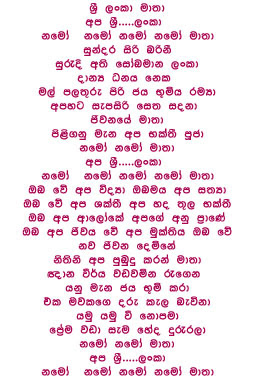 ශ්‍රී ලංකා මාතා
අප ශ්‍රී.....ලංකා
නමෝ නමෝ නමෝ නමෝ මාතා
සුන්දර සිරි බරිනී
සුරැදි අති සෝබමාන ලංකා
ධාන්‍ය ධනය නෙක
මල් පලතුරු පිරි ජය භුමිය රම්‍යා
අපහට සැපසිරි සෙත සදනා
ජීවනයේ මාතා
පිළිගනු මැන අප භක්තී පූජා
නමෝ නමෝ මාතා
අප ශ්‍රී.....ලංකා
නමෝ නමෝ නමෝ නමෝ මාතා
ඔබ වේ අප විද්‍යා ඔබමය අප සත්‍යා
ඔබ වේ අප ශක්ති අප හද තුල භක්තී
ඔබ අප ආලෝකේ අපගේ අනු ප්‍රාණේ
ඔබ අප ජීවය වේ අප මුක්තිය ඔබ වේ
නව ජීවන දෙමිනේ
නිතිනි අප පුබුදු කරන් මාතා
ඥාන වීර්ය වඩවමින රැගෙන
යනු මැන ජය භූමි කරා
එක මවකගෙ දරු කැල බැවිනා
යමු යමු වී නොපමා
ප්‍රේම වඩා සැම භේද දුරැරලා
නමෝ නමෝ මාතා
අප ශ්‍රී.....ලංකා
නමෝ නමෝ නමෝ නමෝ මාතා